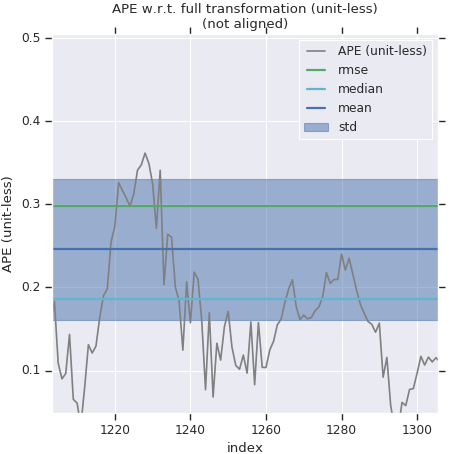 APE w.r.t. full transformation (unit-less)
(not aligned)
0.5
0.4
0.3
0.2
0.1
APE (unit-less)
APE (unit-less)
rmse
median
mean
std
1220
1240
1260
1280
1300
index